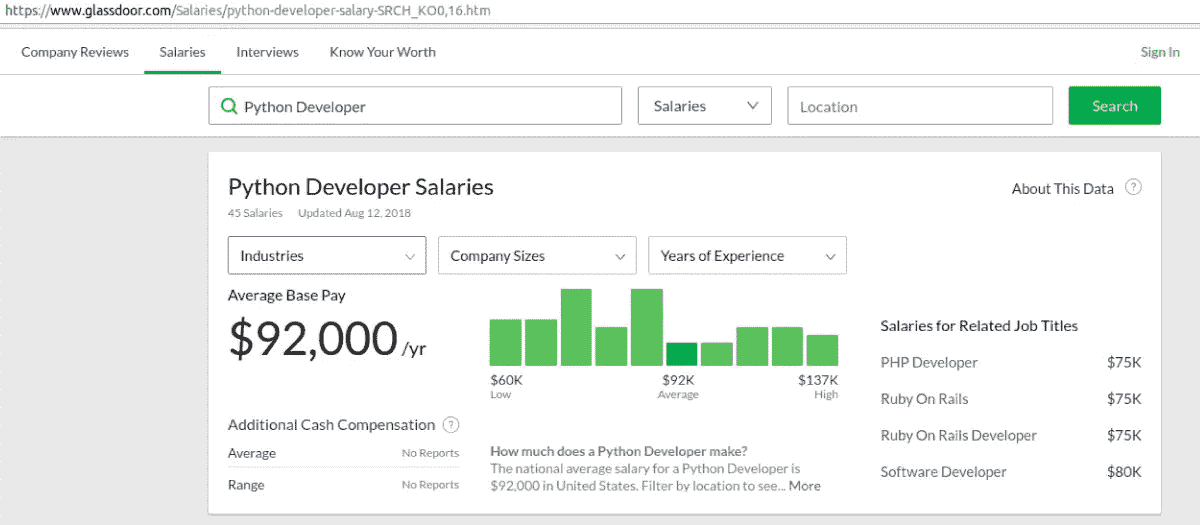 https://www.glassdoor.com/Salaries/python-developer-salary-SRCH_KO0,16.htm
Company Reviews Salaries Interviews Know Your Worth Sign In
Python Developer Salaries Location Search
Python Developer Salaries About This Data ?
45 Salaries Updated Aug 12, 2018
Industries Company Sizes Years of Experience
Average Base Pay
$92,000 /yr
$60K $92K $137K
Low Average High
Additional Cash Compensation ?
Average No Reports
Range No Reports
How much does a Python Developer make?
The national average salary for a Python Developer is
$92,000 in United States. Filter by location to see... More
Salaries for Related Job Titles
PHP Developer $75K
Ruby On Rails $75K
Ruby On Rails Developer $75K
Software Developer $80K